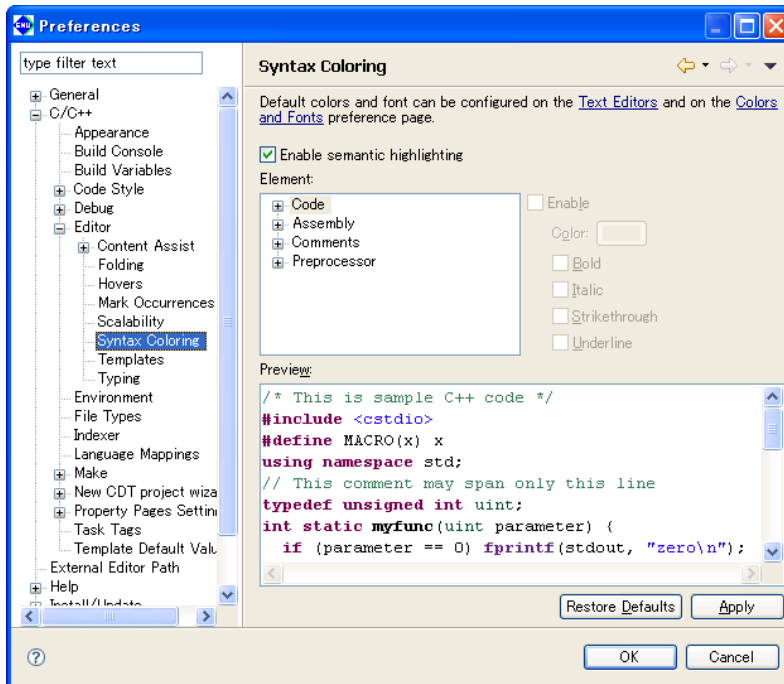 Preferences
type filter text
General
C/C++
Appearance
Build Console
Build Variables
Code Style
Debug
Editor
Content Assist
Folding
Hovers
Mark Occurrences
Scalability
Syntax Coloring
Templates
Typing
Environment
File Types
Indexer
Language Mappings
Make
New CDT project wiza
Property Pages Settin
Task Tags
Template Default Valu
External Editor Path
Help
Install/Update
Syntax Coloring
Default colors and font can be configured on the Text Editors and on the Colors
and Fonts preference page.
Enable semantic highlighting
Element:
Code
Assembly
Comments
Preprocessor
Enable
Color:
Bold
Italic
Strikethrough
Underline
Preview:
/* This is sample C++ code */
#include <cstdio>
#define MACRO(x) x
using namespace std;
// This comment may span only this line
typedef unsigned int uint;
int static myfunc(uint parameter) {
if (parameter == 0) fprintf(stdout, "zero\n");
Restore Defaults
Apply
OK
Cancel